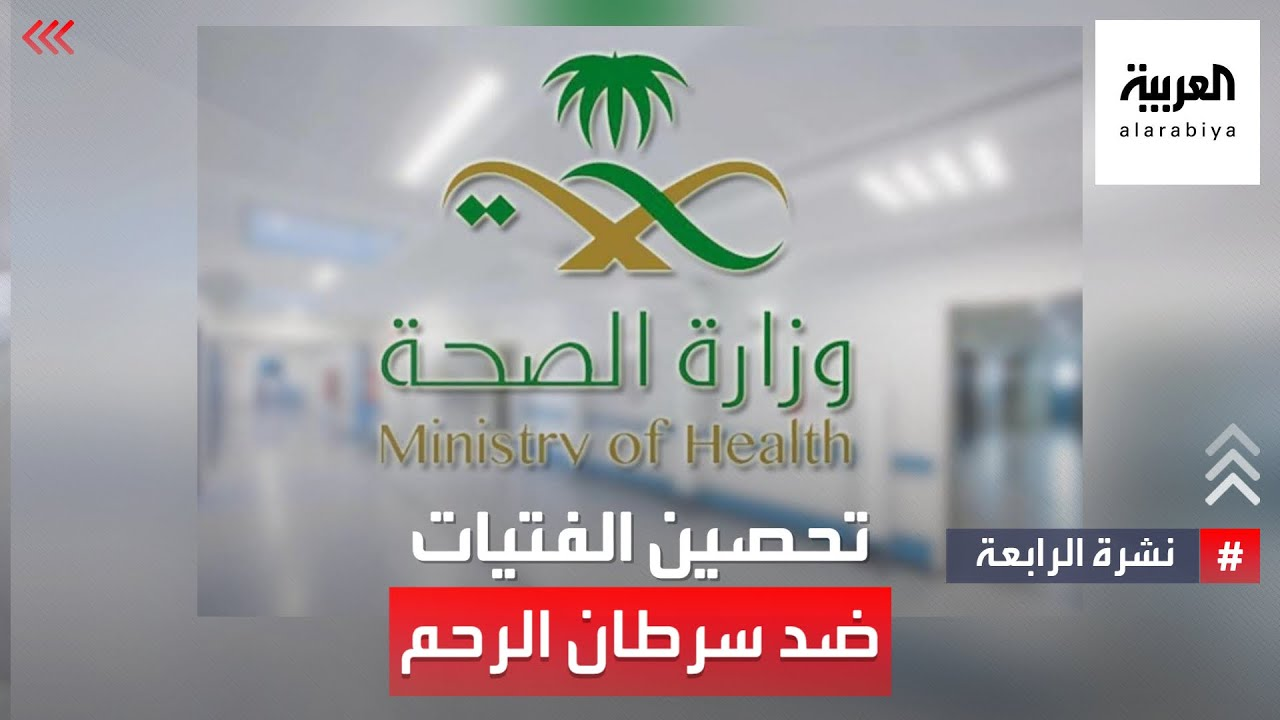 العربية
alarabiya
وزارة الصحة
Ministry of Health
# نشرة الرابعة
تحصين الفتيات
ضد سرطان الرحم